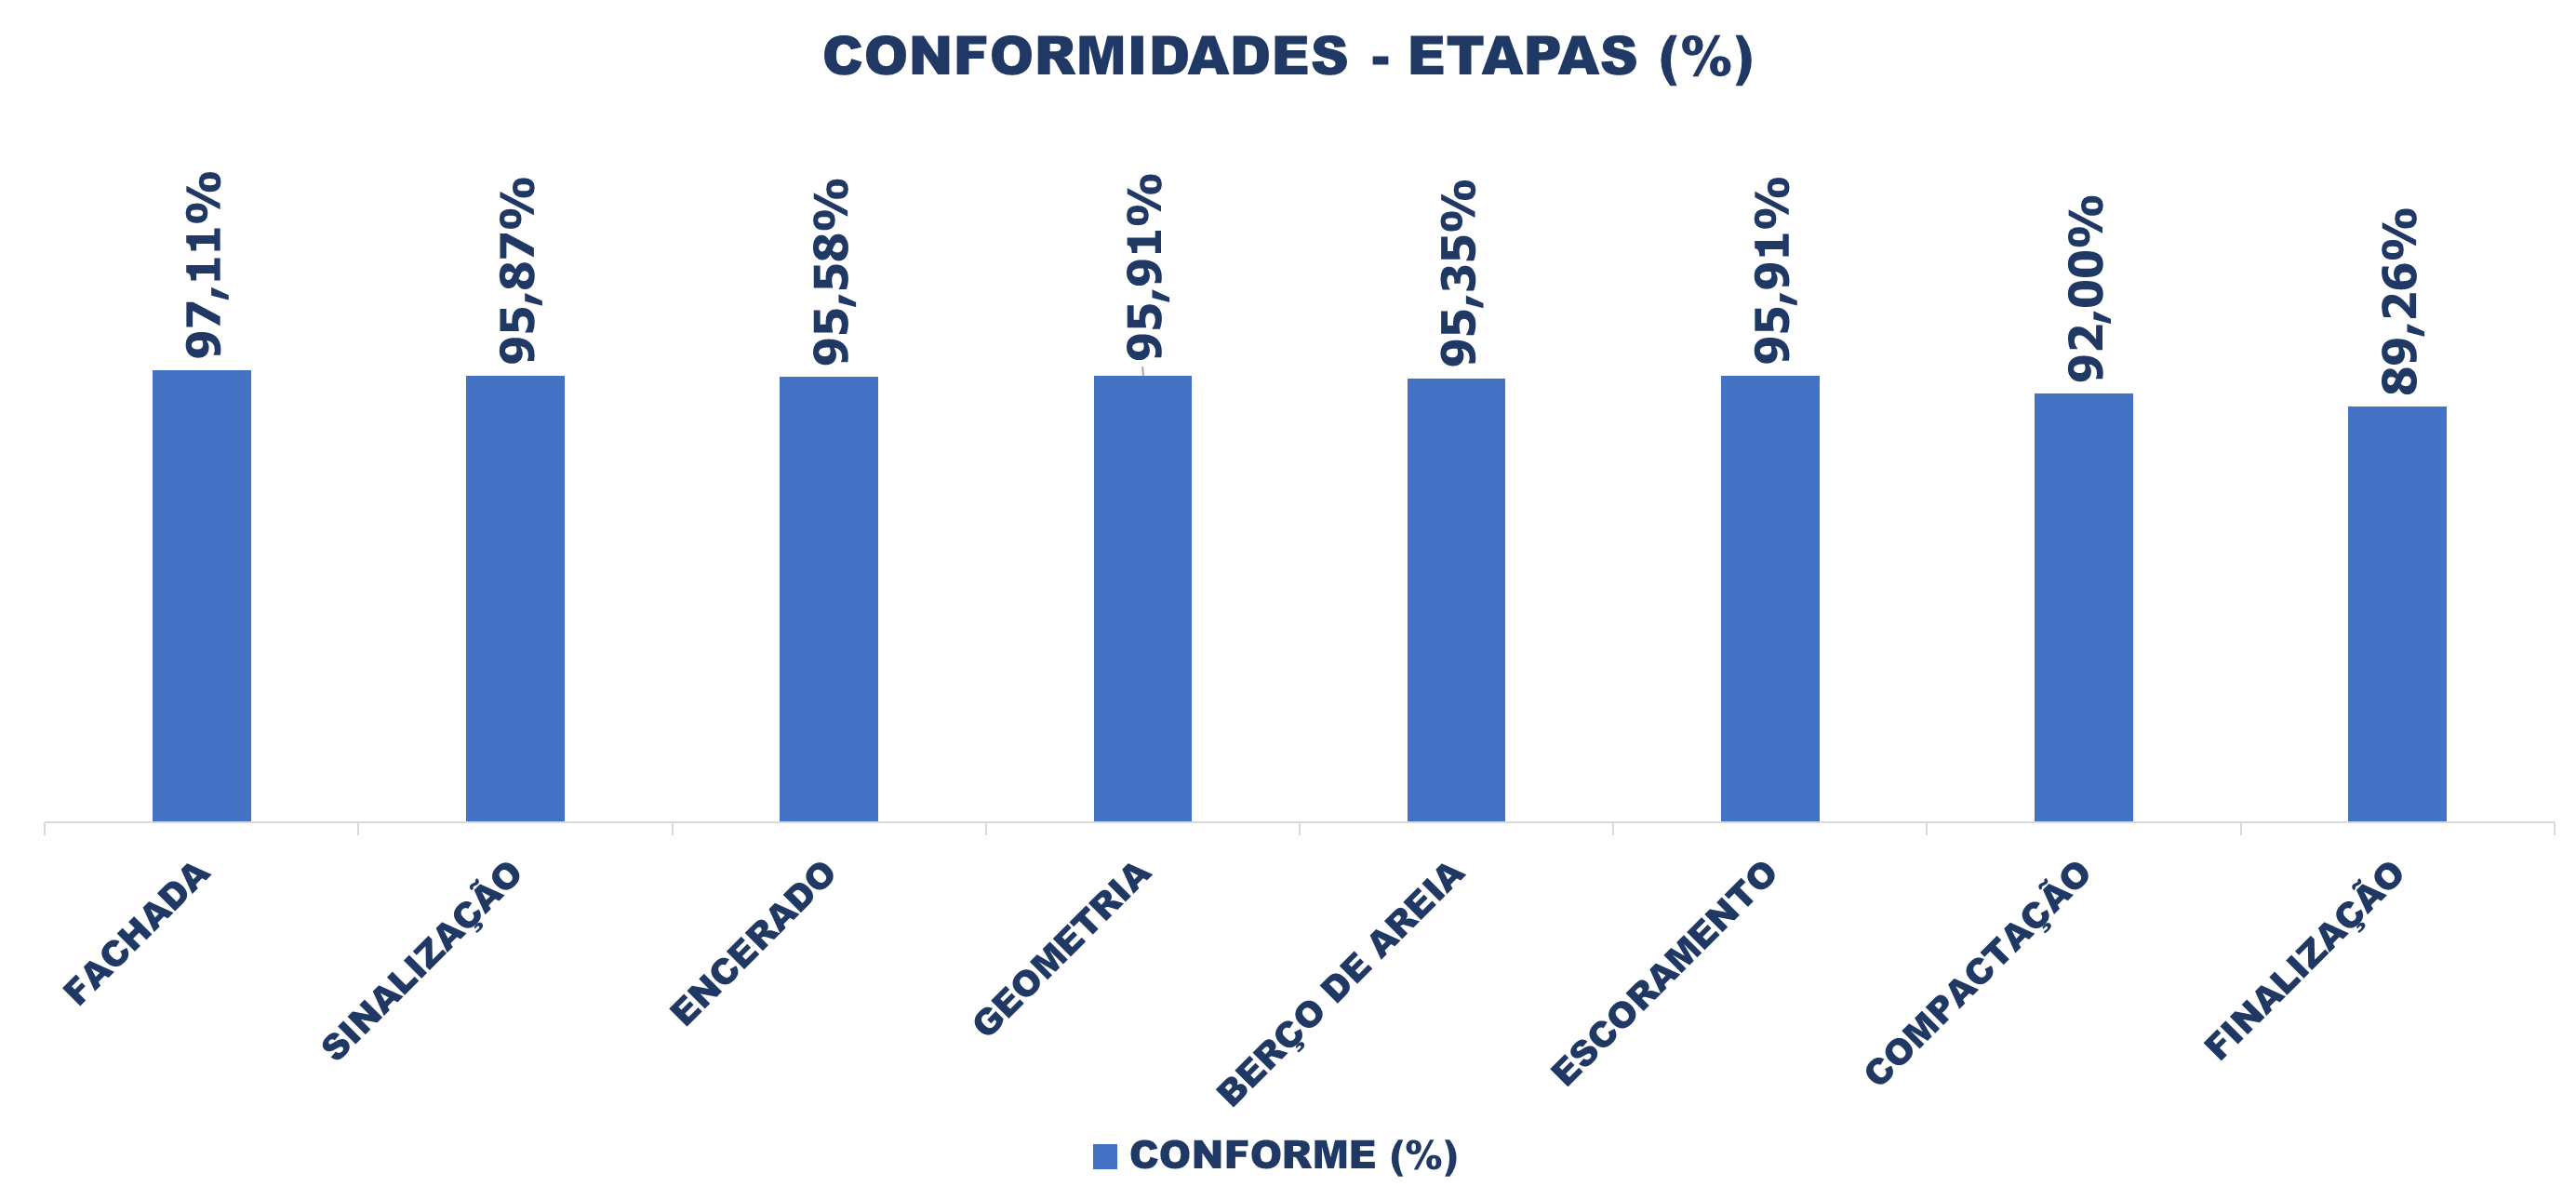 CONFORMIDADES - ETAPAS (%)
97,11%
95,87%
95,58%
95,91%
95,35%
95,91%
92,00%
89,26%
FACHADA
SINALIZAÇÃO
ENCERADO
GEOMETRIA
BERÇO DE AREIA
ESCORAMENTO
COMPACTAÇÃO
FINALIZAÇÃO
CONFORME (%)